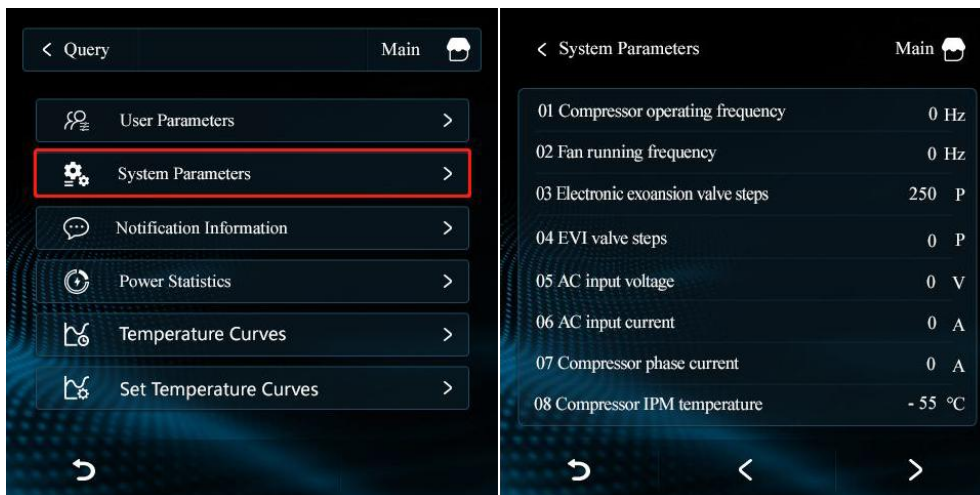 Query Main
User Parameters
System Parameters
Notification Information
Power Statistics
Temperature Curves
Set Temperature Curves
System Parameters Main
01 Compressor operating frequency 0 Hz
02 Fan running frequency 0 Hz
03 Electronic exoansion valve steps 250 P
04 EVI valve steps 0 P
05 AC input voltage 0 V
06 AC input current 0 A
07 Compressor phase current 0 A
08 Compressor IPM temperature - 55 ℃